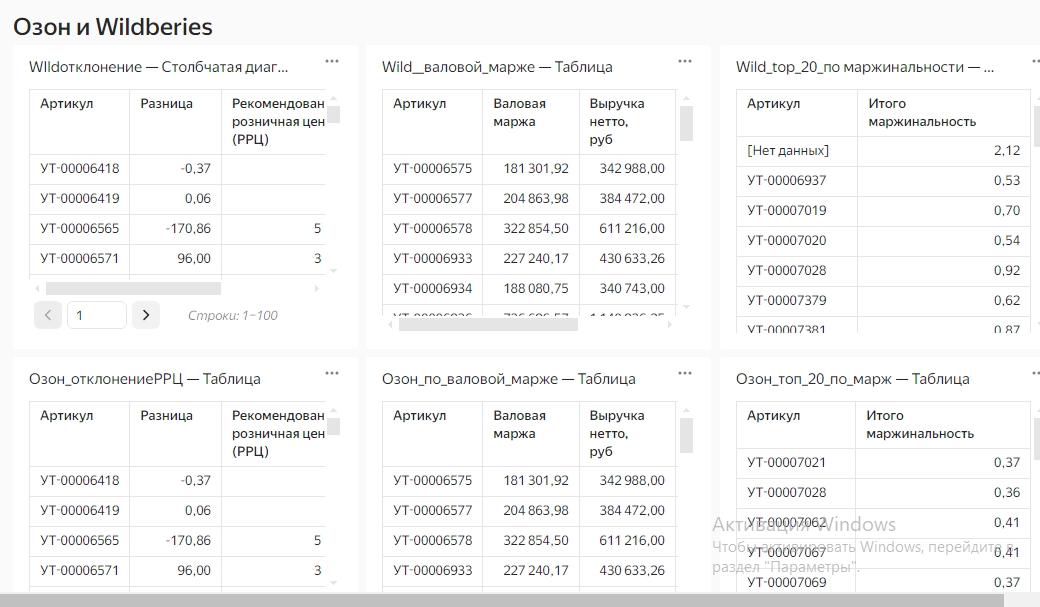 Озон и Wildberies
WIldотклонение — Столбчатая диаг...
Артикул Разница Рекомендован
розничная цен
(РРЦ)
УТ-00006418 -0,37
УТ-00006419 0,06
УТ-00006565 -170,86 5
УТ-00006571 96,00 3
1 Строки: 1–100
Wild__валовой_марже — Таблица
Артикул Валовая Выручка
маржа нетто,
руб
УТ-00006575 181 301,92 342 988,00
УТ-00006577 204 863,98 384 472,00
УТ-00006578 322 854,50 611 216,00
УТ-00006933 227 240,17 430 633,26
УТ-00006934 188 080,75 340 743,00
Wild_top_20_по маржинальности — ...
Артикул Итого
маржинальность
[Нет данных] 2,12
УТ-00006937 0,53
УТ-00007019 0,70
УТ-00007020 0,54
УТ-00007028 0,92
УТ-00007379 0,62
УТ-00007381 0,87
Озон_отклонениеРРЦ — Таблица
Артикул Разница Рекомендован
розничная цен
(РРЦ)
УТ-00006418 -0,37
УТ-00006419 0,06
УТ-00006565 -170,86 5
УТ-00006571 96,00 3
Озон_по_валовой_марже — Таблица
Артикул Валовая Выручка
маржа нетто,
руб
УТ-00006575 181 301,92 342 988,00
УТ-00006577 204 863,98 384 472,00
УТ-00006578 322 854,50 611 216,00
УТ-00006933 227 240,17 430 633,26
Озон_топ_20_по_марж — Таблица
Артикул Итого
маржинальность
УТ-00007021 0,37
УТ-00007028 0,36
УТ-00007062 0,41
УТ-00007067 0,41
УТ-00007069 0,37
Активация Windows
Чтобы активировать Windows, перейдите в
раздел "Параметры".